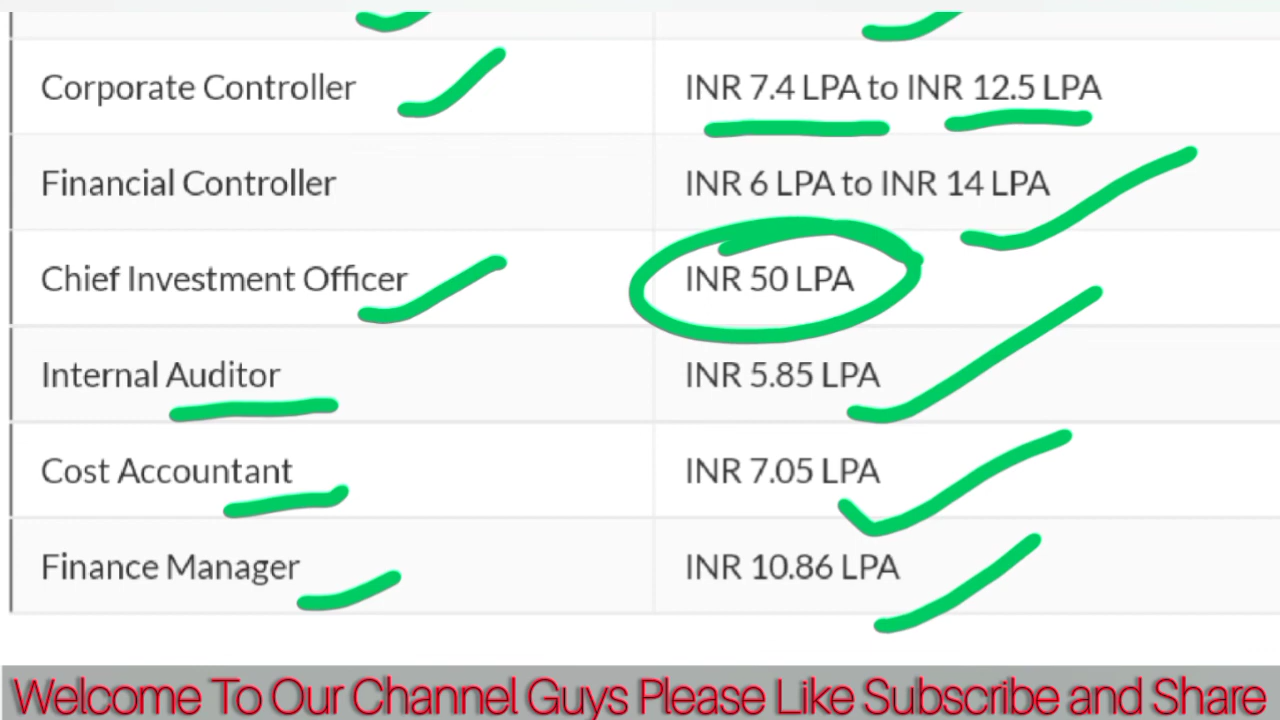 Corporate Controller INR 7.4 LPA to INR 12.5 LPA
Financial Controller INR 6 LPA to INR 14 LPA
Chief Investment Officer INR 50 LPA
Internal Auditor INR 5.85 LPA
Cost Accountant INR 7.05 LPA
Finance Manager INR 10.86 LPA
Welcome To Our Channel Guys Please Like Subscribe and Share